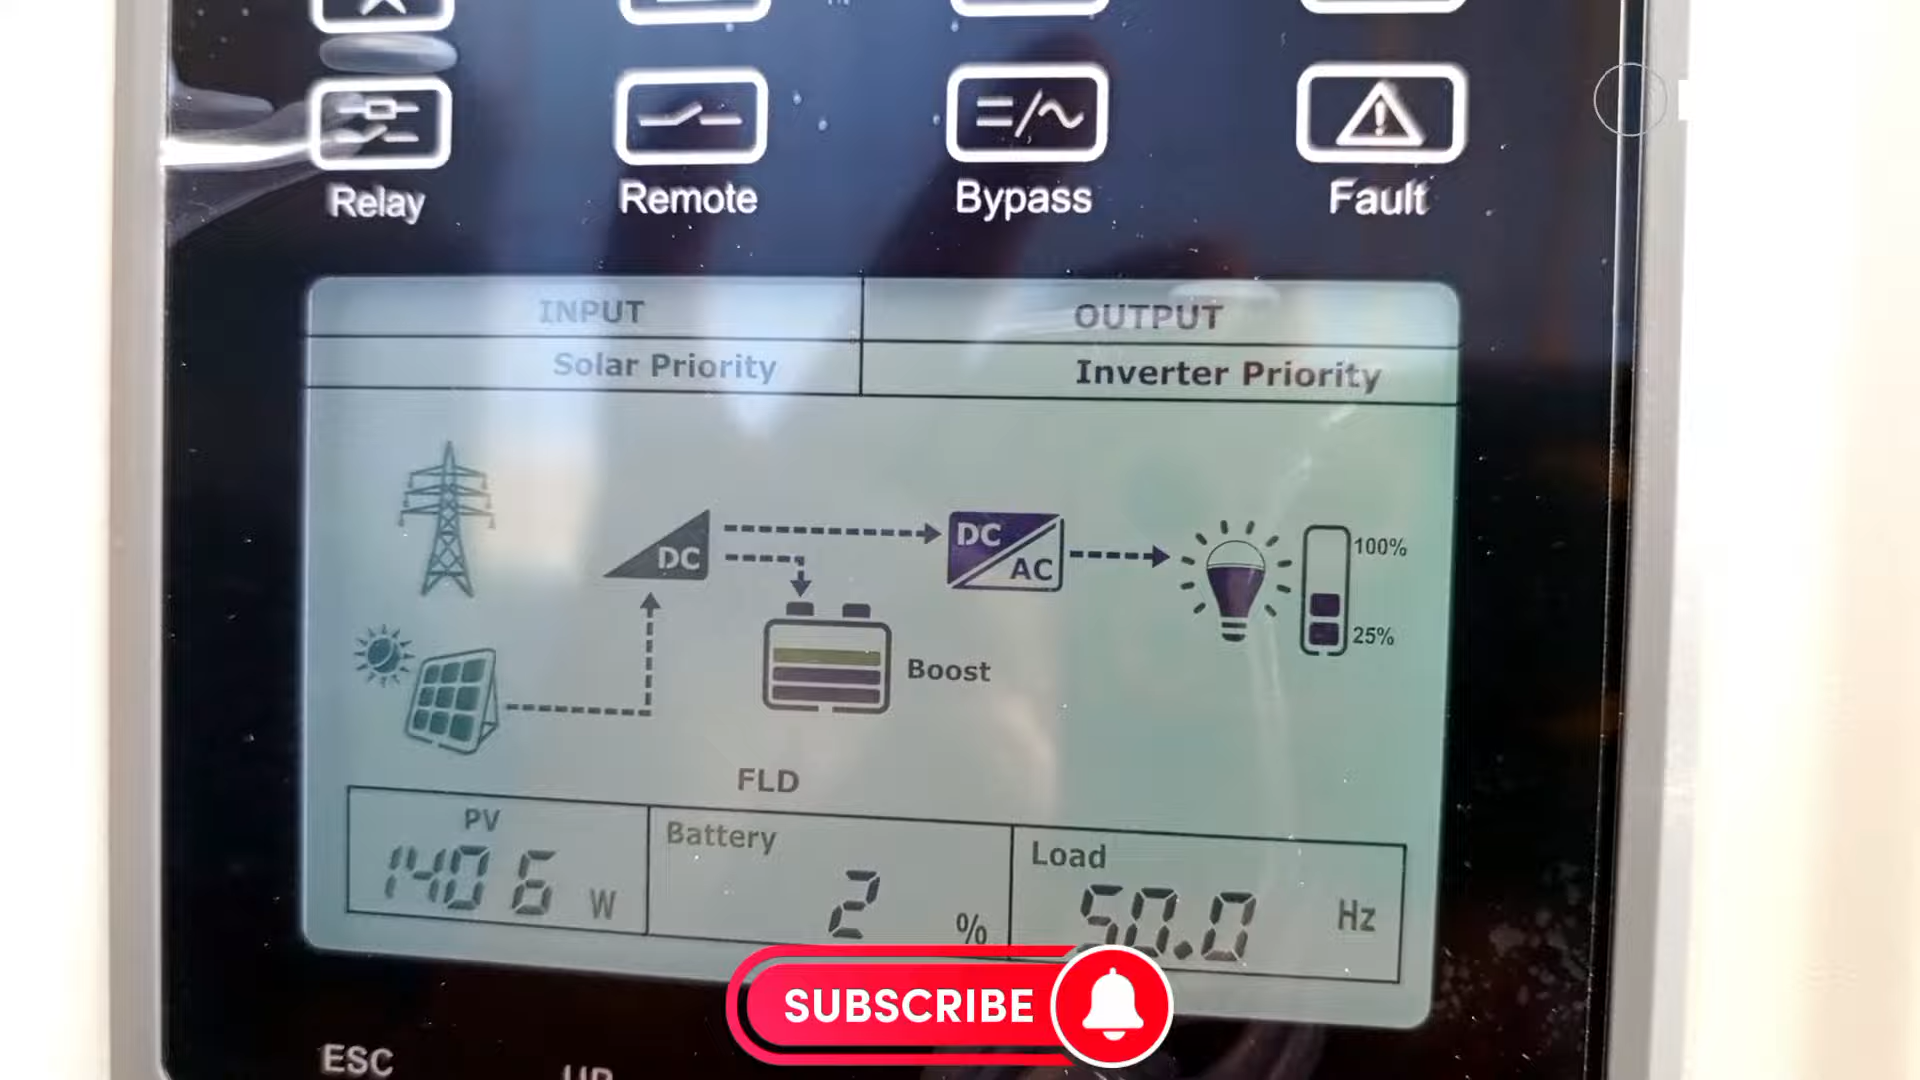 Relay Remote Bypass Fault
INPUT OUTPUT
Solar Priority Inverter Priority
DC
DC
AC
100%
25%
Boost
FLD
PV Battery Load
1406 W 2 % 50.0 Hz
SUBSCRIBE
ESC UP